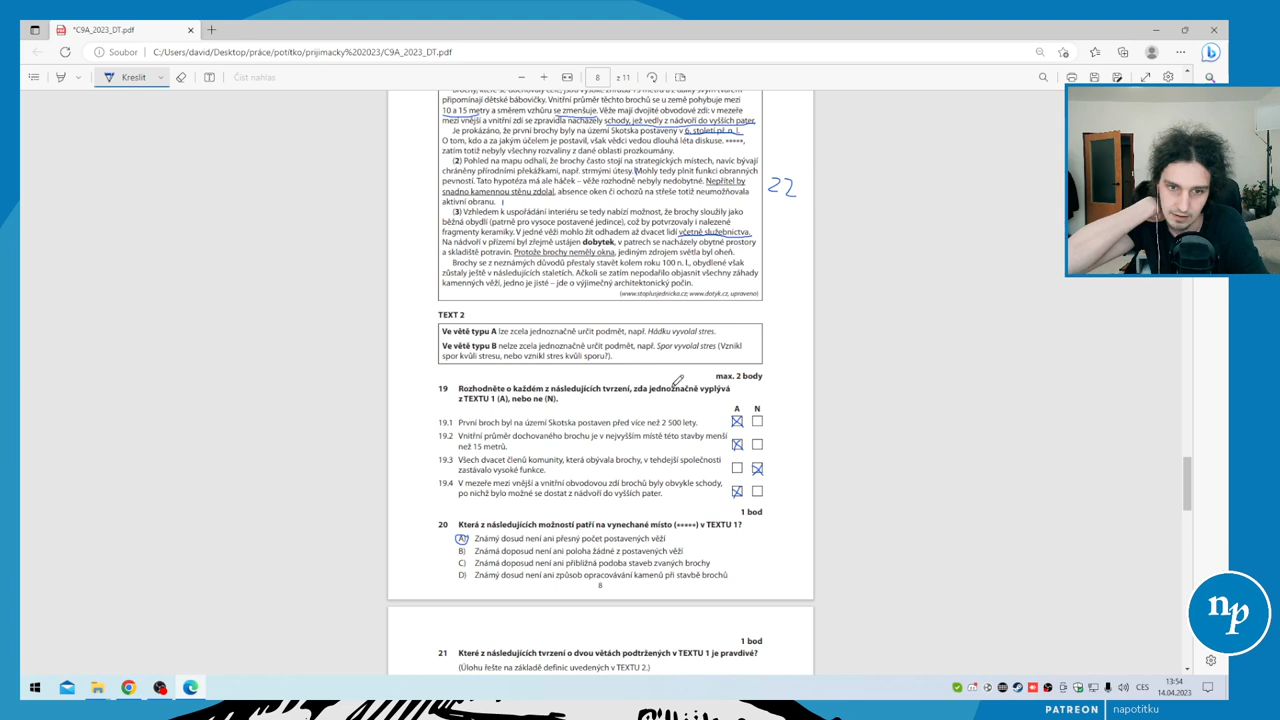 *C9A_2023_DT.pdf
Soubor C:/Users/david/Desktop/práce/potítko/prijimacky%202023/C9A_2023_DT.pdf
Kreslit Číst nahlas 8 z 11
Brochy, které se dochovaly celé, jsou vysoké zhruba 15 metrů a díky svým tvarem
připomínají dětské bábovičky. Vnitřní průměr těchto brochů se u země pohybuje mezi
10 a 15 metry a směrem vzhůru se zmenšuje. Věže mají dvojité obvodové zdi: v mezeře
mezi vnější a vnitřní zdí se zpravidla nacházely schody, jež vedly z nádvoří do vyšších pater.
Je prokázáno, že první brochy byly na území Skotska postaveny v 6. století př. n. l.
O tom, kdo a za jakým účelem je postavil, však vědci vedou dlouhá léta diskuse. *****,
zatím totiž nebyly všechny rozvaliny z dané oblasti prozkoumány.
(2) Pohled na mapu odhalí, že brochy často stojí na strategických místech, navíc bývají
chráněny přírodními překážkami, např. strmými útesy. Mohly tedy plnit funkci obranných
pevností. Tato hypotéza má ale háček – věže rozhodně nebyly nedobytné. Nepřítel by
snadno kamennou stěnu zdolal, absence oken či ochozů na střeše totiž neumožňovala
aktivní obranu.
22
(3) Vzhledem k uspořádání interiéru se tedy nabízí možnost, že brochy sloužily jako
běžná obydlí (patrně pro vysoce postavené jedince), což by potvrzovaly i nalezené
fragmenty keramiky. V jedné věži mohlo žít odhadem až dvacet lidí včetně služebnictva.
Na nádvoří v přízemí byl zřejmě ustájen dobytek, v patrech se nacházely obytné prostory
a skladiště potravin. Protože brochy neměly okna, jediným zdrojem světla byl oheň.
Brochy se z neznámých důvodů přestaly stavět kolem roku 100 n. l., obydlené však
zůstaly ještě v následujících staletích. Ačkoli se zatím nepodařilo objasnit všechny záhady
kamenných věží, jedno je jisté – jde o výjimečný architektonický počin.
(www.stoplusjednicka.cz; www.dotyk.cz, upraveno)
TEXT 2
Ve větě typu A lze zcela jednoznačně určit podmět, např. Hádku vyvolal stres.
Ve větě typu B nelze zcela jednoznačně určit podmět, např. Spor vyvolal stres (Vznikl
spor kvůli stresu, nebo vznikl stres kvůli sporu?).
max. 2 body
19 Rozhodněte o každém z následujících tvrzení, zda jednoznačně vyplývá
z TEXTU 1 (A), nebo ne (N).
A N
19.1 První broch byl na území Skotska postaven před více než 2 500 lety.
19.2 Vnitřní průměr dochovaného brochu je v nejvyšším místě této stavby menší
než 15 metrů.
19.3 Všech dvacet členů komunity, která obývala brochy, v tehdejší společnosti
zastávalo vysoké funkce.
19.4 V mezeře mezi vnější a vnitřní obvodovou zdí brochů byly obvykle schody,
po nichž bylo možné se dostat z nádvoří do vyšších pater.
1 bod
20 Která z následujících možností patří na vynechané místo (*****) v TEXTU 1?
A) Známý dosud není ani přesný počet postavených věží
B) Známá doposud není ani poloha žádné z postavených věží
C) Známá doposud není ani přibližná podoba staveb zvaných brochy
D) Známý dosud není ani způsob opracovávání kamenů při stavbě brochů
8
1 bod
21 Které z následujících tvrzení o dvou větách podtržených v TEXTU 1 je pravdivé?
(Úlohu řešte na základě definic uvedených v TEXTU 2.)
np
CES
13:54
14.04.2023
PATREON napotitku